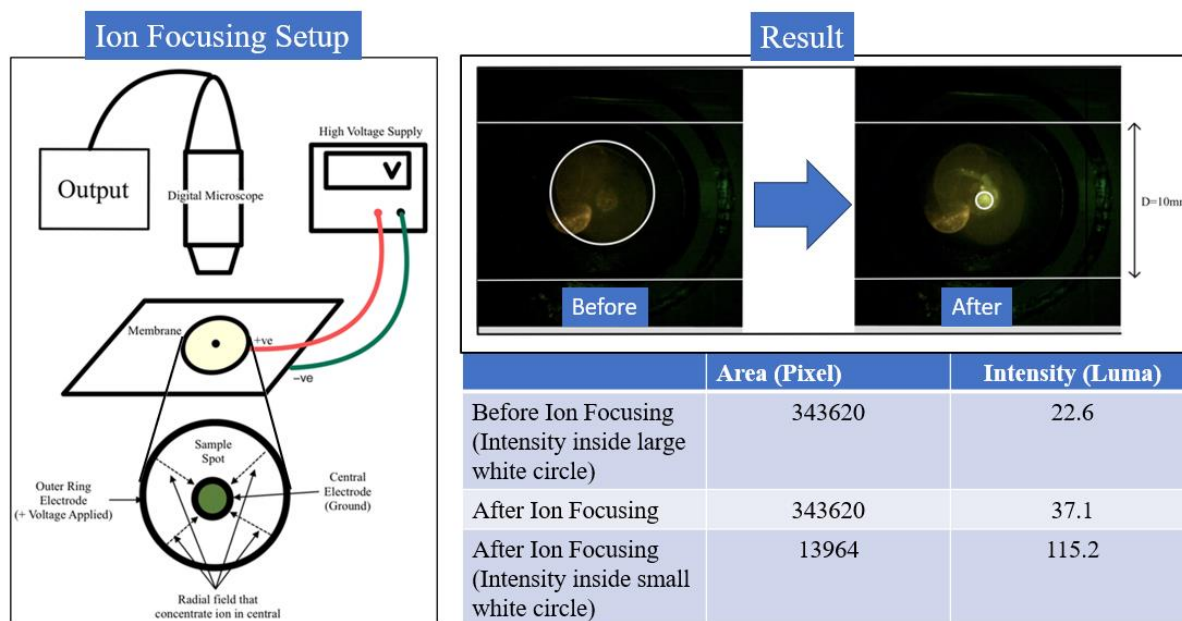 Ion Focusing Setup
Output
Digital Microscope
High Voltage Supply
V
Membrane
+ve
–ve
Sample
Spot
Outer Ring
Electrode
(+ Voltage Applied)
Central
Electrode
(Ground)
Radial field that
concentrate ion in central
Result
Before
After
D=10mm
Area (Pixel) Intensity (Luma)
Before Ion Focusing 343620 22.6
(Intensity inside large
white circle)
After Ion Focusing 343620 37.1
After Ion Focusing 13964 115.2
(Intensity inside small
white circle)